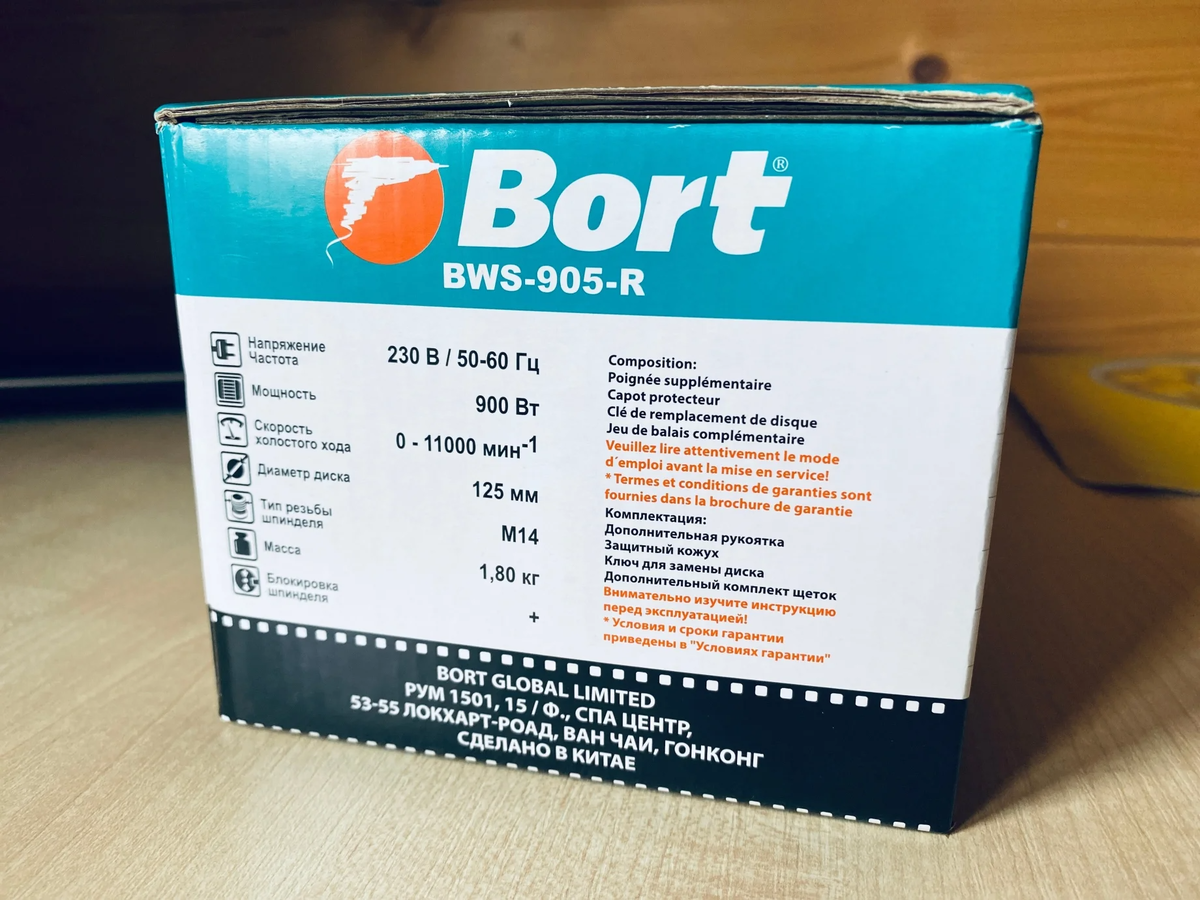 Bort®
BWS-905-R
Напряжение
Частота
230 В / 50-60 Гц
Мощность
900 Вт
Скорость
холостого хода
0 - 11000 мин-1
Диаметр диска
125 мм
Тип резьбы
шпинделя
М14
Масса
1,80 кг
Блокировка
шпинделя
+
Composition:
Poignée supplémentaire
Capot protecteur
Clé de remplacement de disque
Jeu de balais complémentaire
Veuillez lire attentivement le mode
d´emploi avant la mise en service!
* Termes et conditions de garanties sont
fournies dans la brochure de garantie
Комплектация:
Дополнительная рукоятка
Защитный кожух
Ключ для замены диска
Дополнительный комплект щеток
Внимательно изучите инструкцию
перед эксплуатацией!
* Условия и сроки гарантии
приведены в "Условиях гарантии"
BORT GLOBAL LIMITED
РУМ 1501, 15 / Ф., СПА ЦЕНТР,
53-55 ЛОКХАРТ-РОАД, ВАН ЧАИ, ГОНКОНГ
СДЕЛАНО В КИТАЕ